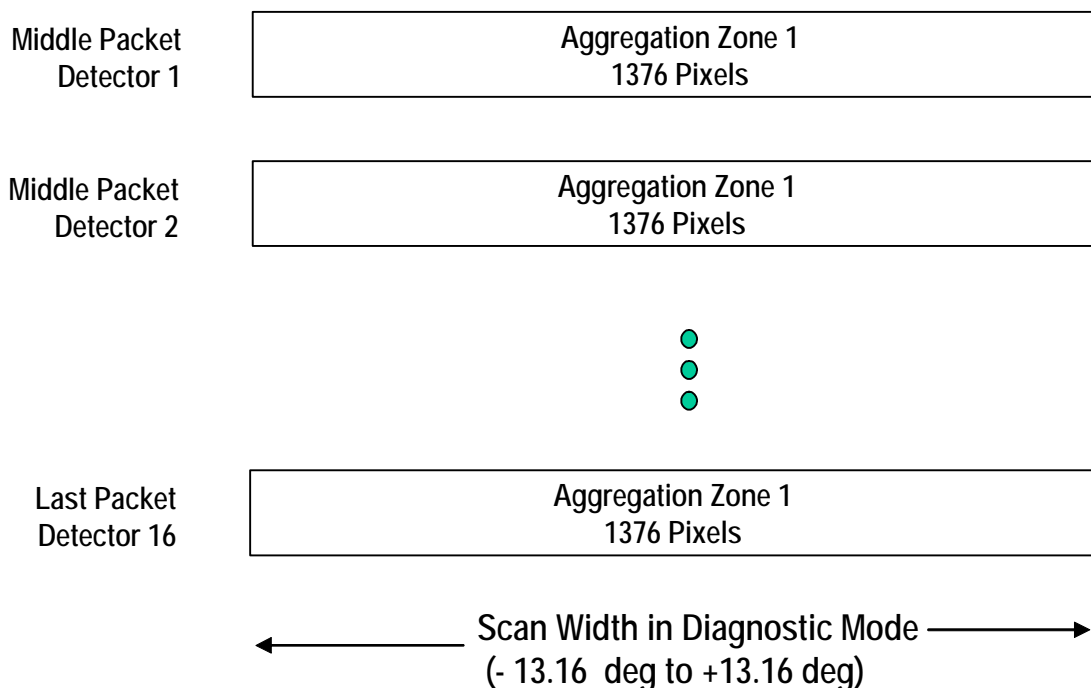 Middle Packet
Detector 1
Aggregation Zone 1
1376 Pixels
Middle Packet
Detector 2
Aggregation Zone 1
1376 Pixels
Last Packet
Detector 16
Aggregation Zone 1
1376 Pixels
Scan Width in Diagnostic Mode
(- 13.16 deg to +13.16 deg)